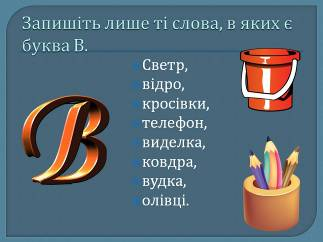 Запишіть лише ті слова, в яких є
буква В.
Светр,
відро,
кросівки,
телефон,
виделка,
ковдра,
вудка,
олівці.
В